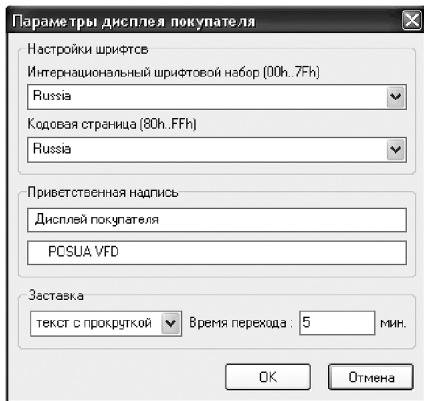 Параметры дисплея покупателя
Настройки шрифтов
Интернациональный шрифтовой набор (00h..7Fh)
Russia
Кодовая страница (80h..FFh)
Russia
Приветственная надпись
Дисплей покупателя
POSUA VFD
Заставка
текст с прокруткой Время перехода : 5 мин.
OK Отмена